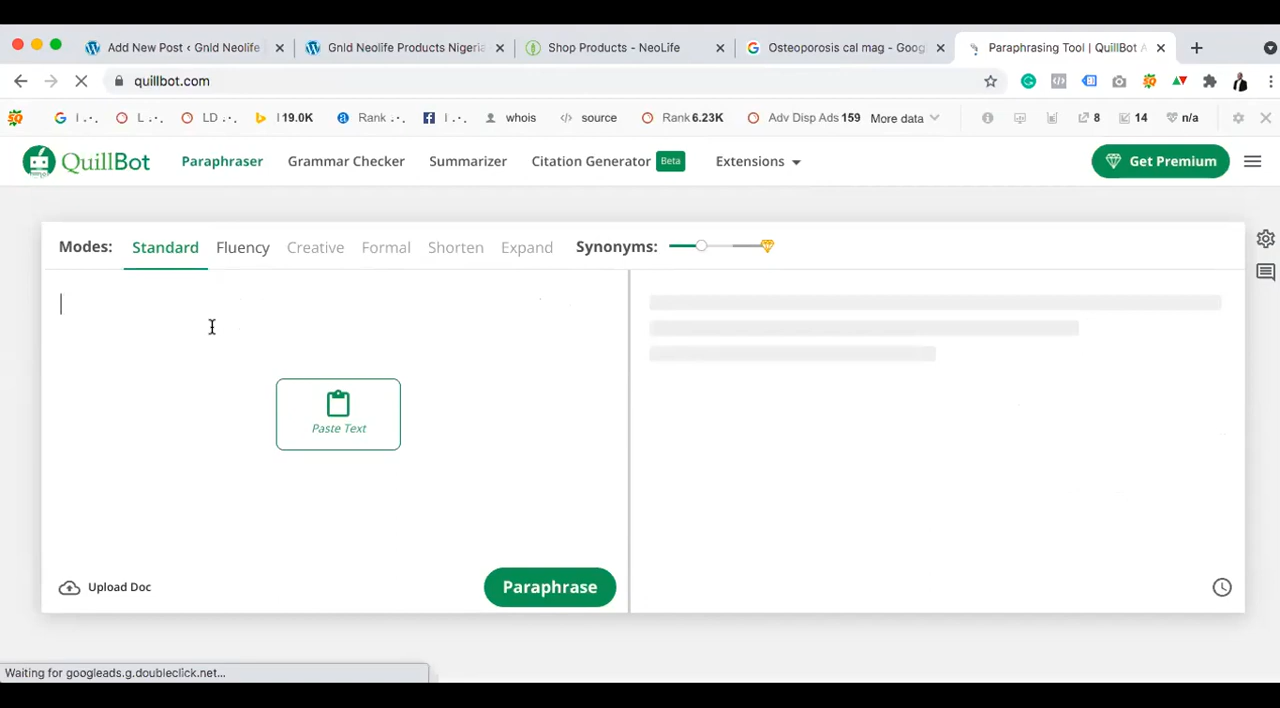 Add New Post ‹ Gnld Neolife
Gnld Neolife Products Nigeria
Shop Products - NeoLife
Osteoporosis cal mag - Goog
Paraphrasing Tool | QuillBot A
quillbot.com
I
L
LD
I 19.0K
Rank
I
whois
source
Rank 6.23K
Adv Disp Ads 159
More data
8
14
n/a
QuillBot
Paraphraser
Grammar Checker
Summarizer
Citation Generator Beta
Extensions
Get Premium
Modes:
Standard
Fluency
Creative
Formal
Shorten
Expand
Synonyms:
Paste Text
Upload Doc
Paraphrase
Waiting for googleads.g.doubleclick.net...